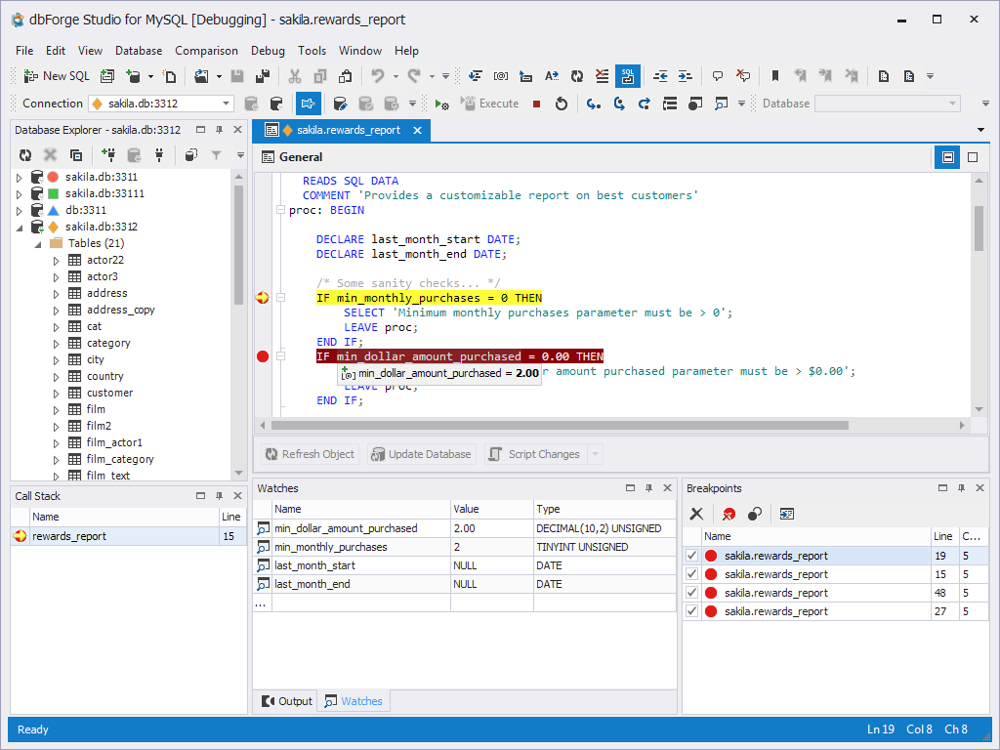 dbForge Studio for MySQL [Debugging] - sakila.rewards_report
File Edit View Database Comparison Debug Tools Window Help
New SQL
Connection sakila.db:3312 Execute Database
Database Explorer - sakila.db:3312
sakila.db:3311
sakila.db:33111
db:3311
sakila.db:3312
Tables (21)
actor22
actor3
address
address_copy
cat
category
city
country
customer
film
film2
film_actor1
film_category
film_text
sakila.rewards_report
General
READS SQL DATA
COMMENT 'Provides a customizable report on best customers'
proc: BEGIN
DECLARE last_month_start DATE;
DECLARE last_month_end DATE;
/* Some sanity checks... */
IF min_monthly_purchases = 0 THEN
SELECT 'Minimum monthly purchases parameter must be > 0';
LEAVE proc;
END IF;
IF min_dollar_amount_purchased = 0.00 THEN
min_dollar_amount_purchased = 2.00 r amount purchased parameter must be > $0.00';
LEAVE proc;
END IF;
Refresh Object Update Database Script Changes
Call Stack
Name Line
rewards_report 15
Watches
Name Value Type
min_dollar_amount_purchased 2.00 DECIMAL(10,2) UNSIGNED
min_monthly_purchases 2 TINYINT UNSIGNED
last_month_start NULL DATE
last_month_end NULL DATE
...
Output Watches
Breakpoints
Name Line C...
sakila.rewards_report 19 5
sakila.rewards_report 15 5
sakila.rewards_report 48 5
sakila.rewards_report 27 5
Ready Ln 19 Col 8 Ch 8